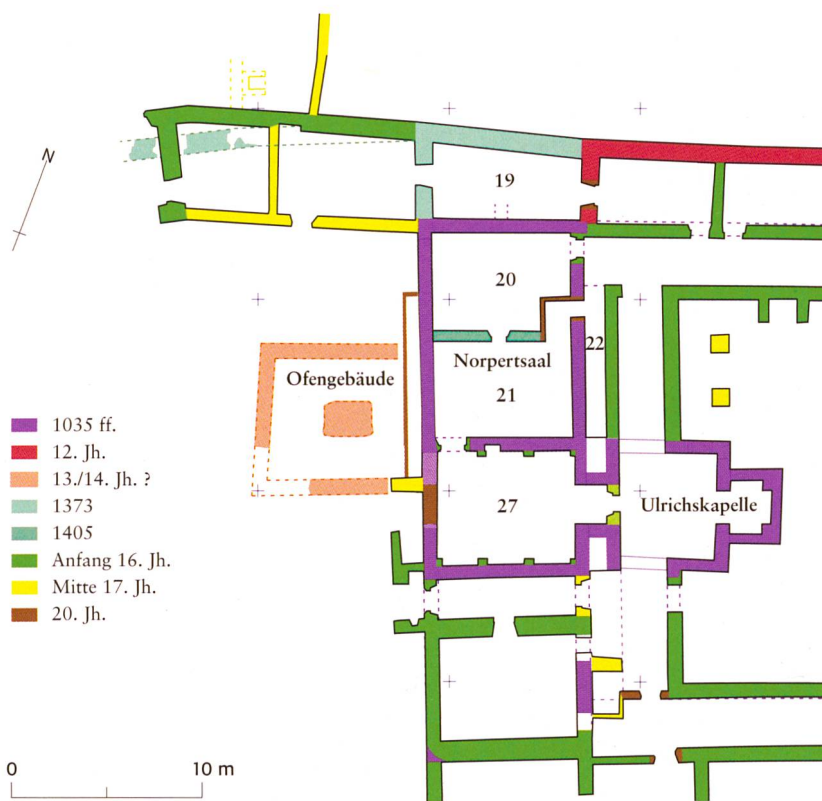 N
19
20
22
Norpertsaal
Ofengebäude
21
27
Ulrichskapelle
1035 ff.
12. Jh.
13./14. Jh. ?
1373
1405
Anfang 16. Jh.
Mitte 17. Jh.
20. Jh.
0 10 m